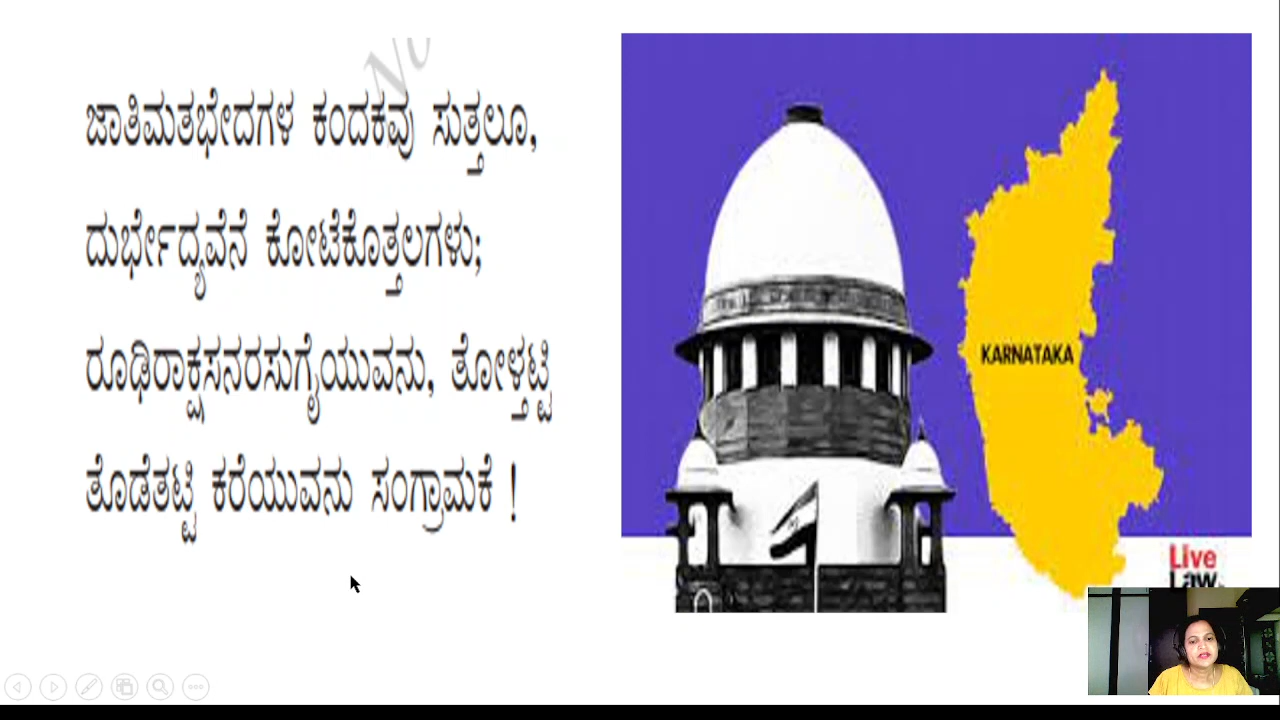 ಜಾತಿಮತಭೇದಗಳ ಕಂದಕವು ಸುತ್ತಲೂ,
ದುರ್ಭೇದ್ಯವೆನೆ ಕೋಟೆಕೊತ್ತಲಗಳು;
ರೂಢಿರಾಕ್ಷಸನರಸುಗೈಯುವನು, ತೋಳ್ತಟ್ಟಿ
ತೊಡೆತಟ್ಟಿ ಕರೆಯುವನು ಸಂಗ್ರಾಮಕೆ !
KARNATAKA
Live
Law